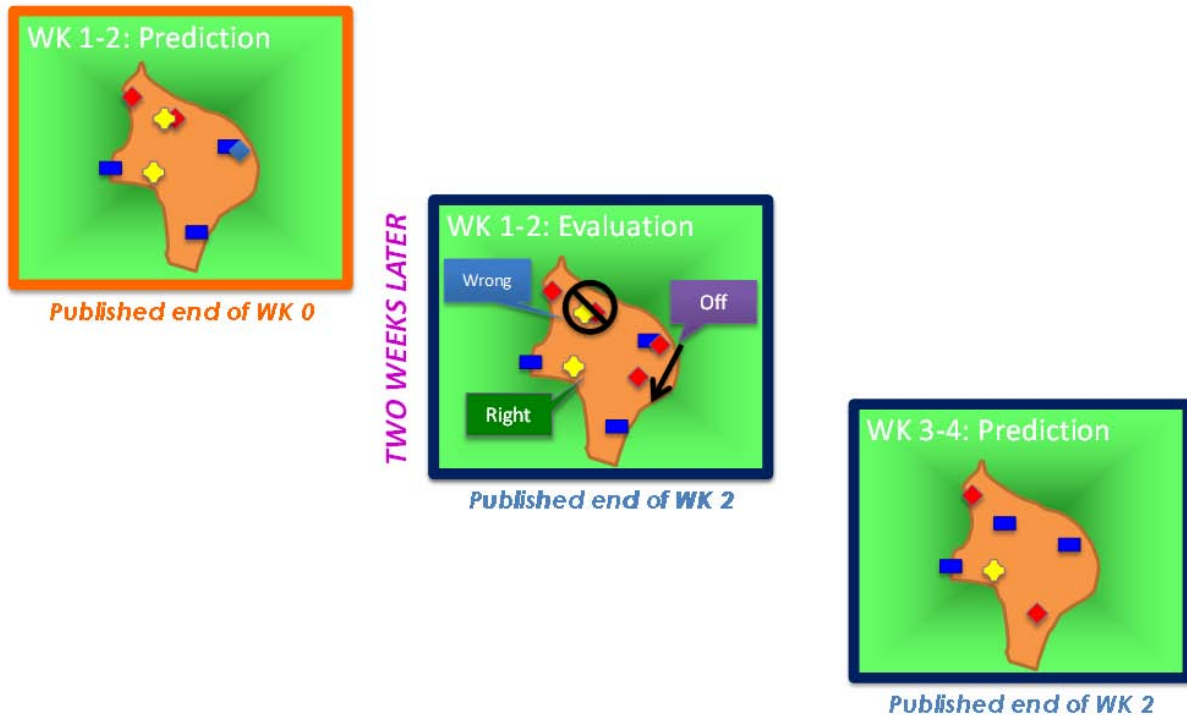 WK 1-2: Prediction
Published end of WK 0
TWO WEEKS LATER
WK 1-2: Evaluation
Wrong
Off
Right
Published end of WK 2
WK 3-4: Prediction
Published end of WK 2